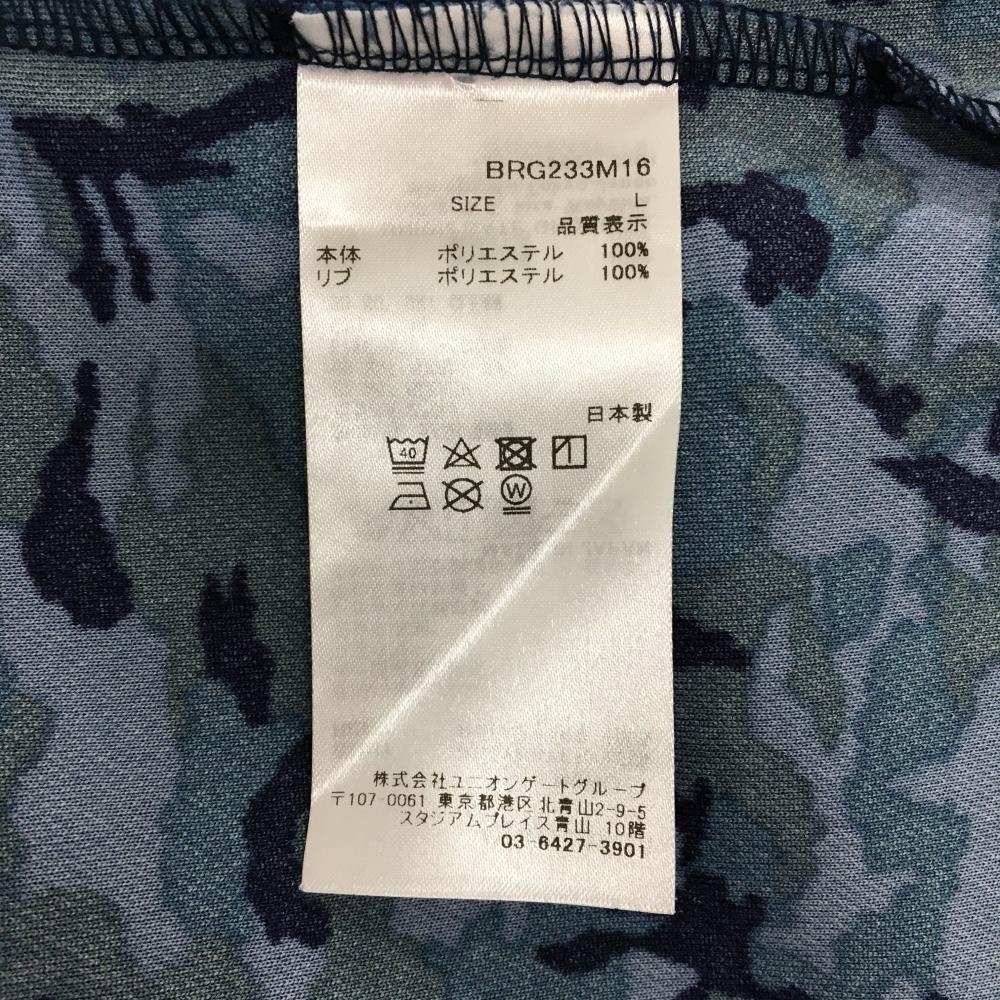 BRG233M16
SIZE L
品質表示
本体 ポリエステル 100%
リブ ポリエステル 100%
日本製
40
W
株式会社ユニオンゲートグループ
〒107-0061 東京都港区北青山2-9-5
スタジアムプレイス青山 10階
03-6427-3901